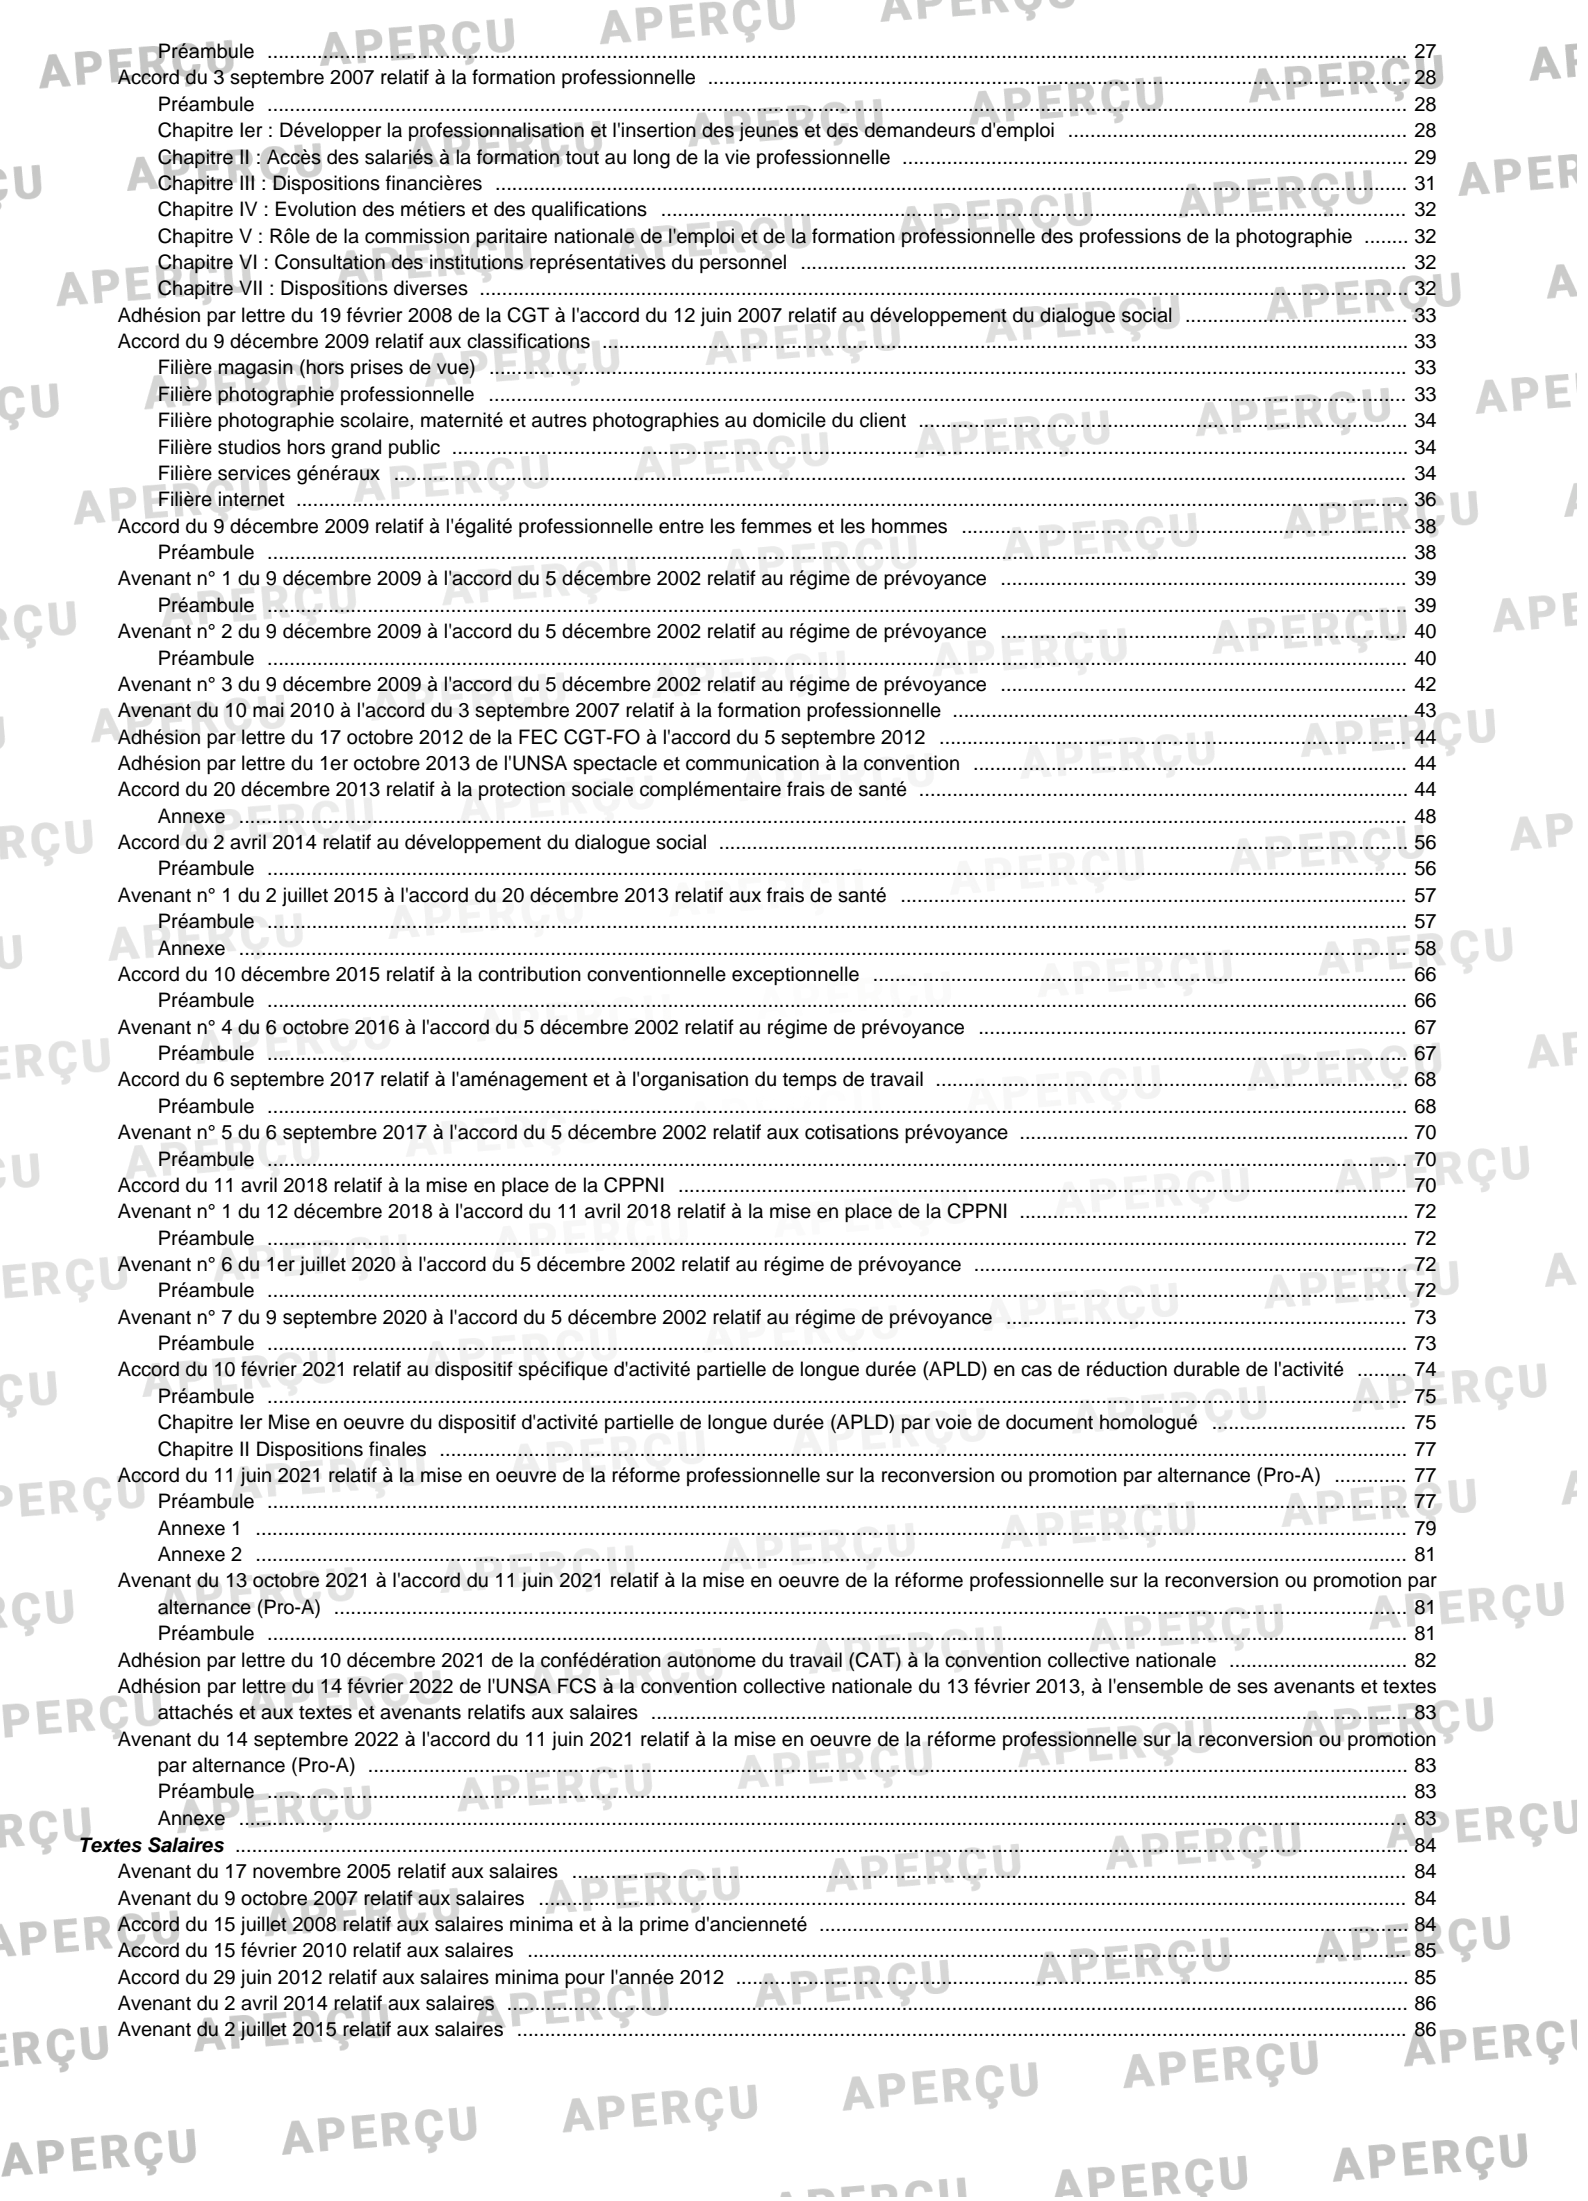 Préambule ........ 27
Accord du 3 septembre 2007 relatif à la formation professionnelle ........ 28
Préambule ........ 28
Chapitre Ier : Développer la professionnalisation et l'insertion des jeunes et des demandeurs d'emploi ........ 28
Chapitre II : Accès des salariés à la formation tout au long de la vie professionnelle ........ 29
Chapitre III : Dispositions financières ........ 31
Chapitre IV : Evolution des métiers et des qualifications ........ 32
Chapitre V : Rôle de la commission paritaire nationale de l'emploi et de la formation professionnelle des professions de la photographie ........ 32
Chapitre VI : Consultation des institutions représentatives du personnel ........ 32
Chapitre VII : Dispositions diverses ........ 32
Adhésion par lettre du 19 février 2008 de la CGT à l'accord du 12 juin 2007 relatif au développement du dialogue social ........ 33
Accord du 9 décembre 2009 relatif aux classifications ........ 33
Filière magasin (hors prises de vue) ........ 33
Filière photographie professionnelle ........ 33
Filière photographie scolaire, maternité et autres photographies au domicile du client ........ 34
Filière studios hors grand public ........ 34
Filière services généraux ........ 34
Filière internet ........ 36
Accord du 9 décembre 2009 relatif à l'égalité professionnelle entre les femmes et les hommes ........ 38
Préambule ........ 38
Avenant n° 1 du 9 décembre 2009 à l'accord du 5 décembre 2002 relatif au régime de prévoyance ........ 39
Préambule ........ 39
Avenant n° 2 du 9 décembre 2009 à l'accord du 5 décembre 2002 relatif au régime de prévoyance ........ 40
Préambule ........ 40
Avenant n° 3 du 9 décembre 2009 à l'accord du 5 décembre 2002 relatif au régime de prévoyance ........ 42
Avenant du 10 mai 2010 à l'accord du 3 septembre 2007 relatif à la formation professionnelle ........ 43
Adhésion par lettre du 17 octobre 2012 de la FEC CGT-FO à l'accord du 5 septembre 2012 ........ 44
Adhésion par lettre du 1er octobre 2013 de l'UNSA spectacle et communication à la convention ........ 44
Accord du 20 décembre 2013 relatif à la protection sociale complémentaire frais de santé ........ 44
Annexe ........ 48
Accord du 2 avril 2014 relatif au développement du dialogue social ........ 56
Préambule ........ 56
Avenant n° 1 du 2 juillet 2015 à l'accord du 20 décembre 2013 relatif aux frais de santé ........ 57
Préambule ........ 57
Annexe ........ 58
Accord du 10 décembre 2015 relatif à la contribution conventionnelle exceptionnelle ........ 66
Préambule ........ 66
Avenant n° 4 du 6 octobre 2016 à l'accord du 5 décembre 2002 relatif au régime de prévoyance ........ 67
Préambule ........ 67
Accord du 6 septembre 2017 relatif à l'aménagement et à l'organisation du temps de travail ........ 68
Préambule ........ 68
Avenant n° 5 du 6 septembre 2017 à l'accord du 5 décembre 2002 relatif aux cotisations prévoyance ........ 70
Préambule ........ 70
Accord du 11 avril 2018 relatif à la mise en place de la CPPNI ........ 70
Avenant n° 1 du 12 décembre 2018 à l'accord du 11 avril 2018 relatif à la mise en place de la CPPNI ........ 72
Préambule ........ 72
Avenant n° 6 du 1er juillet 2020 à l'accord du 5 décembre 2002 relatif au régime de prévoyance ........ 72
Préambule ........ 72
Avenant n° 7 du 9 septembre 2020 à l'accord du 5 décembre 2002 relatif au régime de prévoyance ........ 73
Préambule ........ 73
Accord du 10 février 2021 relatif au dispositif spécifique d'activité partielle de longue durée (APLD) en cas de réduction durable de l'activité ........ 74
Préambule ........ 75
Chapitre Ier Mise en oeuvre du dispositif d'activité partielle de longue durée (APLD) par voie de document homologué ........ 75
Chapitre II Dispositions finales ........ 77
Accord du 11 juin 2021 relatif à la mise en oeuvre de la réforme professionnelle sur la reconversion ou promotion par alternance (Pro-A) ........ 77
Préambule ........ 77
Annexe 1 ........ 79
Annexe 2 ........ 81
Avenant du 13 octobre 2021 à l'accord du 11 juin 2021 relatif à la mise en oeuvre de la réforme professionnelle sur la reconversion ou promotion par
alternance (Pro-A) ........ 81
Préambule ........ 81
Adhésion par lettre du 10 décembre 2021 de la confédération autonome du travail (CAT) à la convention collective nationale ........ 82
Adhésion par lettre du 14 février 2022 de l'UNSA FCS à la convention collective nationale du 13 février 2013, à l'ensemble de ses avenants et textes
attachés et aux textes et avenants relatifs aux salaires ........ 83
Avenant du 14 septembre 2022 à l'accord du 11 juin 2021 relatif à la mise en oeuvre de la réforme professionnelle sur la reconversion ou promotion
par alternance (Pro-A) ........ 83
Préambule ........ 83
Annexe ........ 83
Textes Salaires ........ 84
Avenant du 17 novembre 2005 relatif aux salaires ........ 84
Avenant du 9 octobre 2007 relatif aux salaires ........ 84
Accord du 15 juillet 2008 relatif aux salaires minima et à la prime d'ancienneté ........ 84
Accord du 15 février 2010 relatif aux salaires ........ 85
Accord du 29 juin 2012 relatif aux salaires minima pour l'année 2012 ........ 85
Avenant du 2 avril 2014 relatif aux salaires ........ 86
Avenant du 2 juillet 2015 relatif aux salaires ........ 86
APERÇU